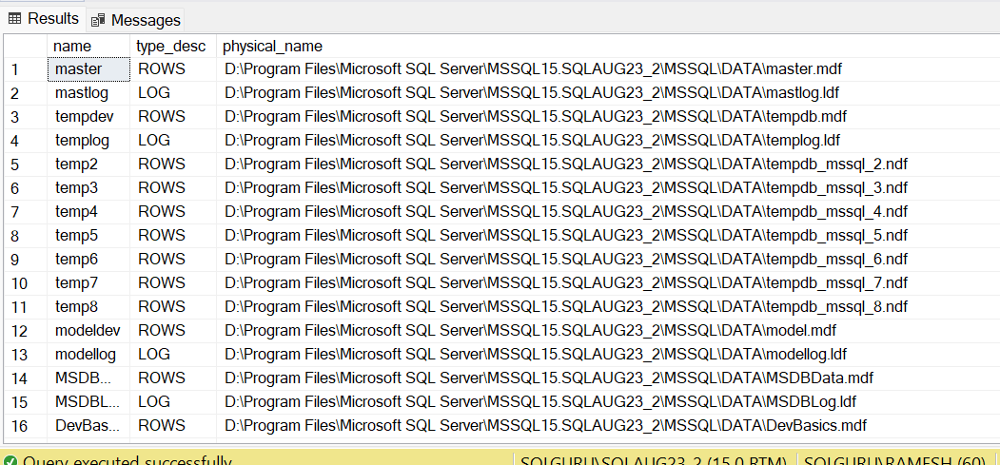 Results Messages
name type_desc physical_name
1 master ROWS D:\Program Files\Microsoft SQL Server\MSSQL15.SQLAUG23_2\MSSQL\DATA\master.mdf
2 mastlog LOG D:\Program Files\Microsoft SQL Server\MSSQL15.SQLAUG23_2\MSSQL\DATA\mastlog.ldf
3 tempdev ROWS D:\Program Files\Microsoft SQL Server\MSSQL15.SQLAUG23_2\MSSQL\DATA\tempdb.mdf
4 templog LOG D:\Program Files\Microsoft SQL Server\MSSQL15.SQLAUG23_2\MSSQL\DATA\templog.ldf
5 temp2 ROWS D:\Program Files\Microsoft SQL Server\MSSQL15.SQLAUG23_2\MSSQL\DATA\tempdb_mssql_2.ndf
6 temp3 ROWS D:\Program Files\Microsoft SQL Server\MSSQL15.SQLAUG23_2\MSSQL\DATA\tempdb_mssql_3.ndf
7 temp4 ROWS D:\Program Files\Microsoft SQL Server\MSSQL15.SQLAUG23_2\MSSQL\DATA\tempdb_mssql_4.ndf
8 temp5 ROWS D:\Program Files\Microsoft SQL Server\MSSQL15.SQLAUG23_2\MSSQL\DATA\tempdb_mssql_5.ndf
9 temp6 ROWS D:\Program Files\Microsoft SQL Server\MSSQL15.SQLAUG23_2\MSSQL\DATA\tempdb_mssql_6.ndf
10 temp7 ROWS D:\Program Files\Microsoft SQL Server\MSSQL15.SQLAUG23_2\MSSQL\DATA\tempdb_mssql_7.ndf
11 temp8 ROWS D:\Program Files\Microsoft SQL Server\MSSQL15.SQLAUG23_2\MSSQL\DATA\tempdb_mssql_8.ndf
12 modeldev ROWS D:\Program Files\Microsoft SQL Server\MSSQL15.SQLAUG23_2\MSSQL\DATA\model.mdf
13 modellog LOG D:\Program Files\Microsoft SQL Server\MSSQL15.SQLAUG23_2\MSSQL\DATA\modellog.ldf
14 MSDB... ROWS D:\Program Files\Microsoft SQL Server\MSSQL15.SQLAUG23_2\MSSQL\DATA\MSDBData.mdf
15 MSDBL... LOG D:\Program Files\Microsoft SQL Server\MSSQL15.SQLAUG23_2\MSSQL\DATA\MSDBLog.ldf
16 DevBas... ROWS D:\Program Files\Microsoft SQL Server\MSSQL15.SQLAUG23_2\MSSQL\DATA\DevBasics.mdf
Query executed successfully. SQLGURU\SQLAUG23_2 (15.0 RTM) SQLGURU\RAMESH (60)